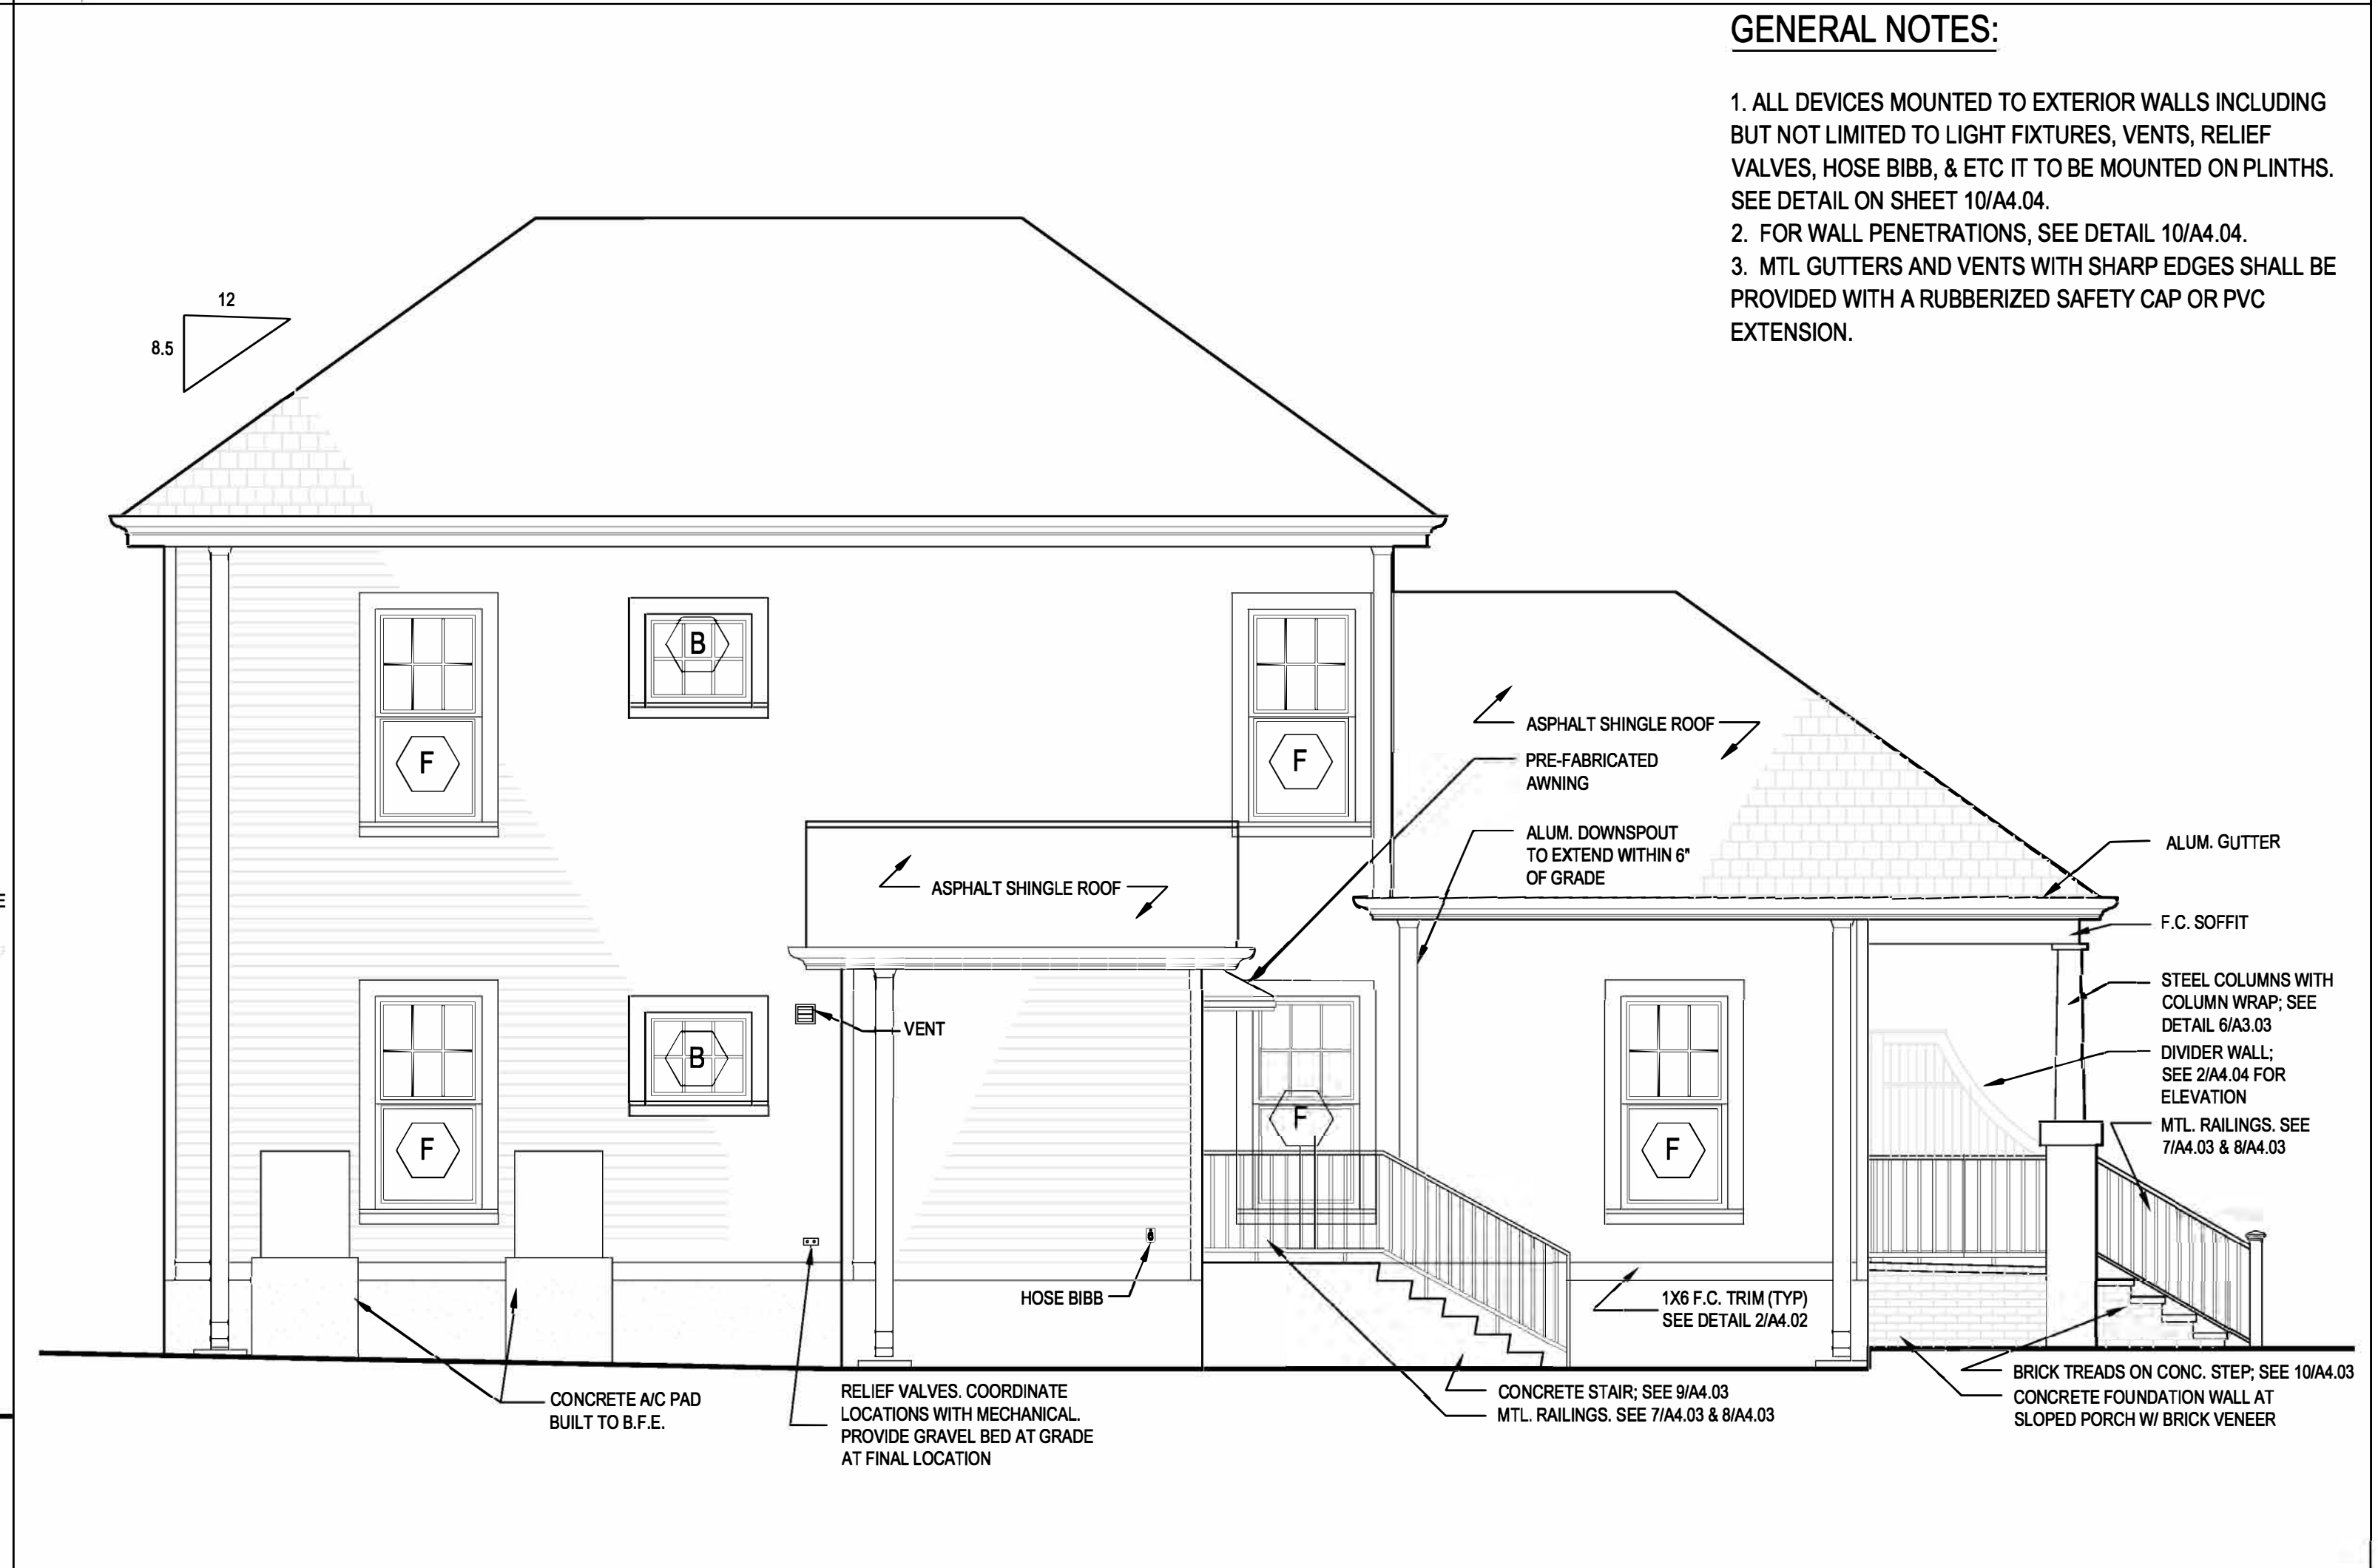 GENERAL NOTES:
1. ALL DEVICES MOUNTED TO EXTERIOR WALLS INCLUDING
BUT NOT LIMITED TO LIGHT FIXTURES, VENTS, RELIEF
VALVES, HOSE BIBB, & ETC IT TO BE MOUNTED ON PLINTHS.
SEE DETAIL ON SHEET 10/A4.04.
2. FOR WALL PENETRATIONS, SEE DETAIL 10/A4.04.
3. MTL GUTTERS AND VENTS WITH SHARP EDGES SHALL BE
PROVIDED WITH A RUBBERIZED SAFETY CAP OR PVC
EXTENSION.
12
8.5
B
F
F
ASPHALT SHINGLE ROOF
PRE-FABRICATED
AWNING
ALUM. DOWNSPOUT
TO EXTEND WITHIN 6"
OF GRADE
ASPHALT SHINGLE ROOF
ALUM. GUTTER
F.C. SOFFIT
STEEL COLUMNS WITH
COLUMN WRAP; SEE
DETAIL 6/A3.03
DIVIDER WALL;
SEE 2/A4.04 FOR
ELEVATION
MTL. RAILINGS. SEE
7/A4.03 & 8/A4.03
VENT
B
F
F
F
HOSE BIBB
1X6 F.C. TRIM (TYP)
SEE DETAIL 2/A4.02
CONCRETE A/C PAD
BUILT TO B.F.E.
RELIEF VALVES. COORDINATE
LOCATIONS WITH MECHANICAL.
PROVIDE GRAVEL BED AT GRADE
AT FINAL LOCATION
CONCRETE STAIR; SEE 9/A4.03
MTL. RAILINGS. SEE 7/A4.03 & 8/A4.03
BRICK TREADS ON CONC. STEP; SEE 10/A4.03
CONCRETE FOUNDATION WALL AT
SLOPED PORCH W/ BRICK VENEER
E